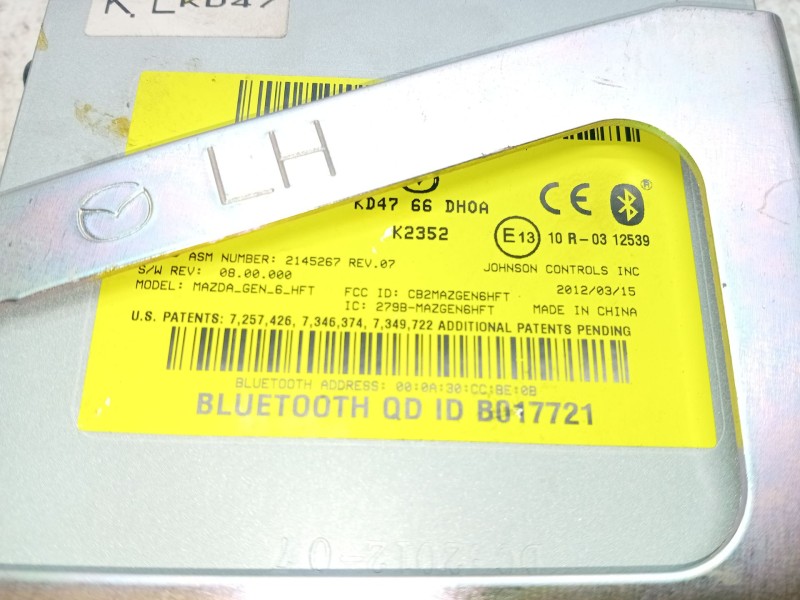 K.
LH
KD47 66 DH0A
K2352
CE
E13 10 R-03 12539
ASM NUMBER: 2145267 REV.07
JOHNSON CONTROLS INC
S/W REV: 08.00.000
2012/03/15
MODEL: MAZDA_GEN_6_HFT
FCC ID: CB2MAZGEN6HFT
IC: 279B-MAZGEN6HFT
MADE IN CHINA
U.S. PATENTS: 7,257,426, 7,346,374, 7,349,722 ADDITIONAL PATENTS PENDING
BLUETOOTH ADDRESS: 00:0A:30:CC:BE:0B
BLUETOOTH QD ID B017721